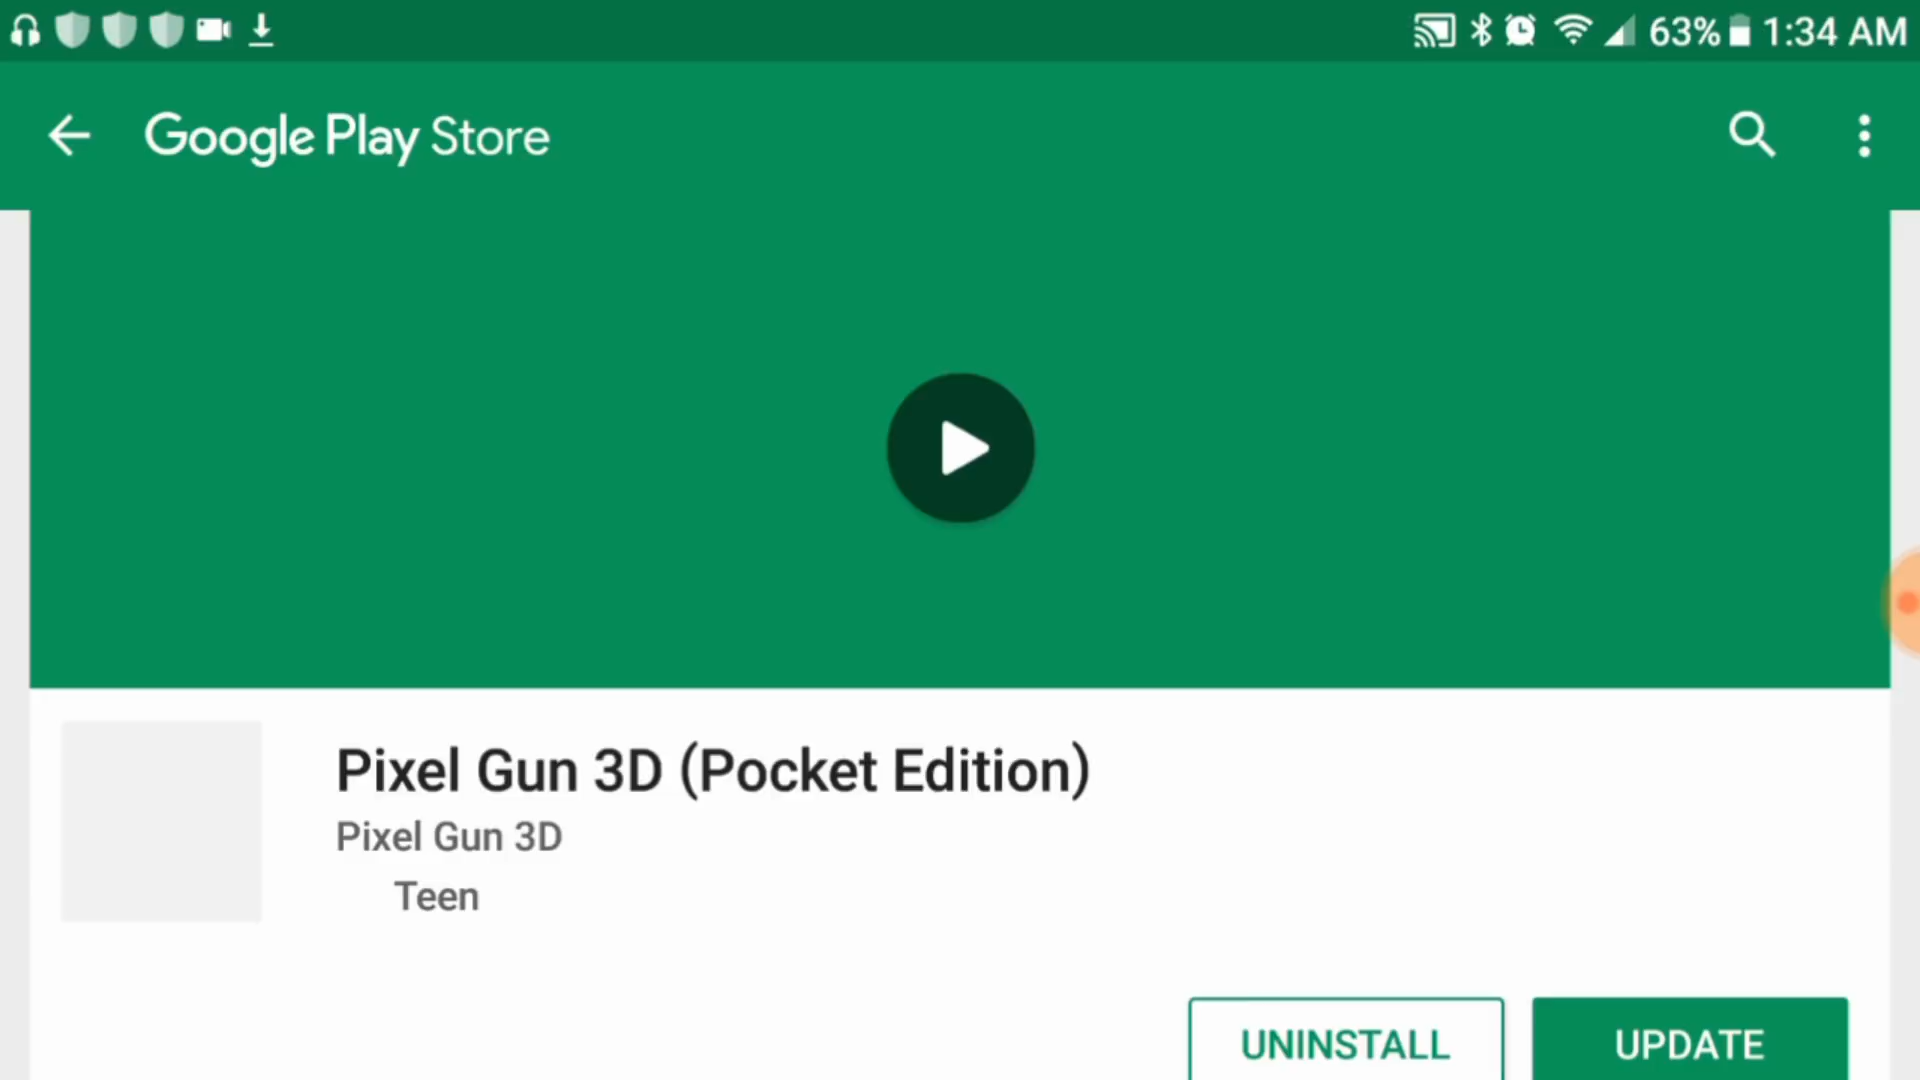 63% 1:34 AM
Google Play Store
Pixel Gun 3D (Pocket Edition)
Pixel Gun 3D
Teen
UNINSTALL UPDATE